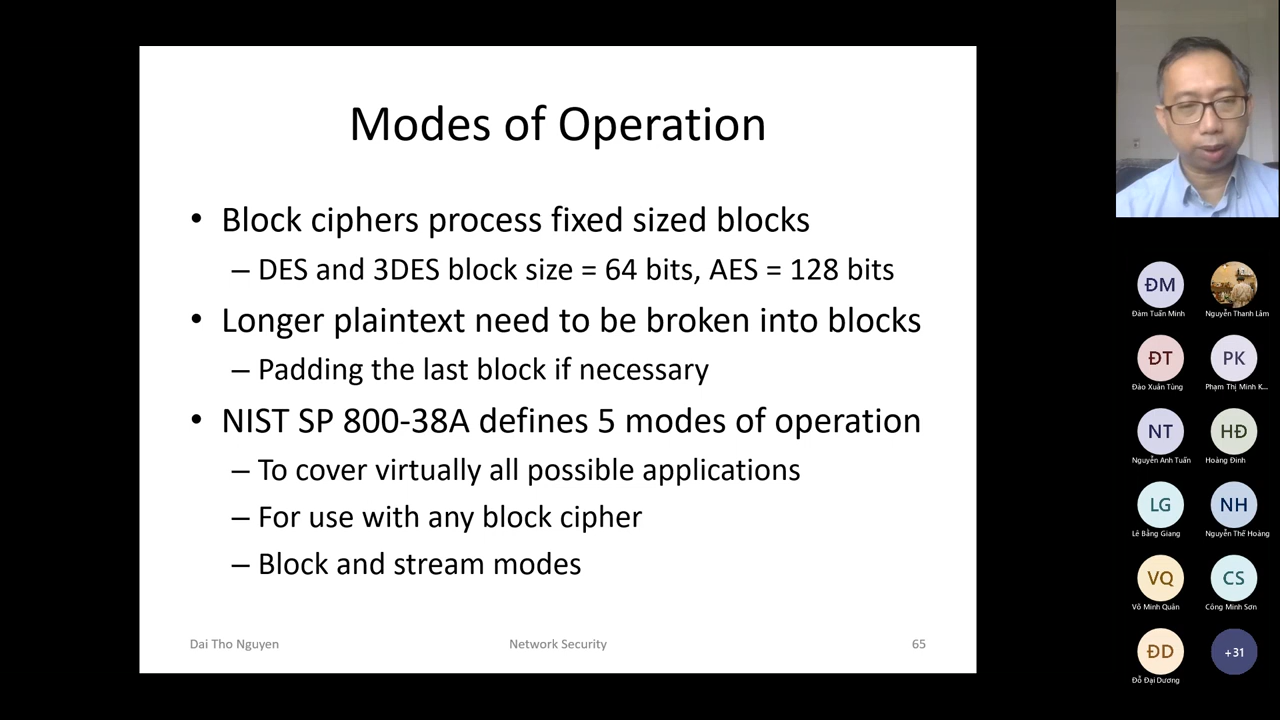 Modes of Operation
• Block ciphers process fixed sized blocks
– DES and 3DES block size = 64 bits, AES = 128 bits
• Longer plaintext need to be broken into blocks
– Padding the last block if necessary
• NIST SP 800-38A defines 5 modes of operation
– To cover virtually all possible applications
– For use with any block cipher
– Block and stream modes
Dai Tho Nguyen
Network Security
65
ĐM
Đàm Tuấn Minh
Nguyễn Thanh Lâm
ĐT
PK
Đào Xuân Tùng
Phạm Thị Minh K...
NT
HĐ
Nguyễn Anh Tuấn
Hoàng Đinh
LG
NH
Lê Bằng Giang
Nguyễn Thế Hoàng
VQ
CS
Võ Minh Quân
Công Minh Sơn
ĐD
+31
Đỗ Đại Dương